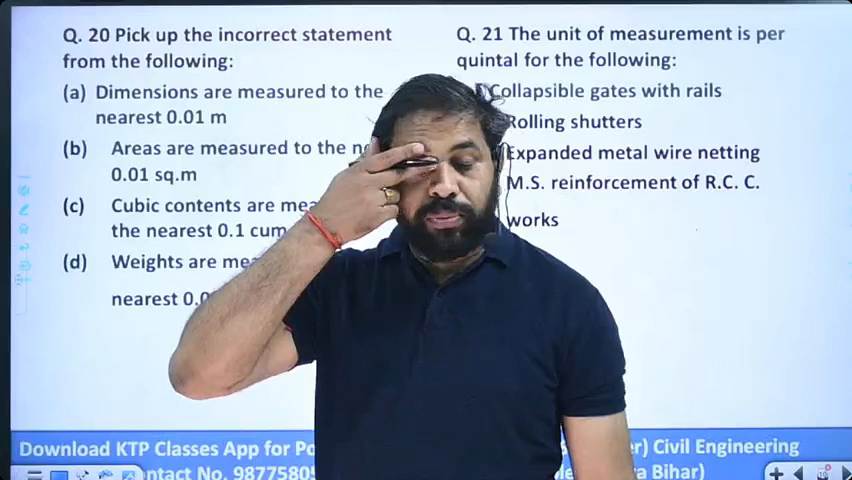 Q. 20 Pick up the incorrect statement
from the following:
(a) Dimensions are measured to the
nearest 0.01 m
(b) Areas are measured to the
0.01 sq.m
(c) Cubic contents are
the nearest 0.1 cum
(d) Weights are
nearest
Q. 21 The unit of measurement is per
quintal for the following:
Collapsible gates with rails
Rolling shutters
Expanded metal wire netting
M.S. reinforcement of R.C. C.
works
Download KTP Classes App for
Civil Engineering
ntact No. 9877580
Bihar)